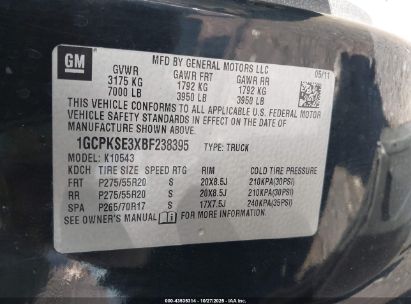 GM
MFD BY GENERAL MOTORS LLC
05/11
GVWR GAWR FRT GAWR RR
3175 KG 1792 KG 1792 KG
7000 LB 3950 LB 3950 LB
THIS VEHICLE CONFORMS TO ALL APPLICABLE U.S. FEDERAL MOTOR
VEHICLE SAFETY STANDARDS IN EFFECT ON THE DATE OF
MANUFACTURE SHOWN ABOVE.
1GCPKSE3XBF238395 TYPE: TRUCK
MODEL: K10543
KDCH TIRE SIZE SPEED RTG RIM COLD TIRE PRESSURE
FRT P275/55R20 S 20X8.5J 210KPA(30PSI)
RR P275/55R20 S 20X8.5J 210KPA(30PSI)
SPA P265/70R17 S 17X7.5J 240KPA(35PSI)
SEE OWNERS MANUAL FOR MORE INFORMATION.